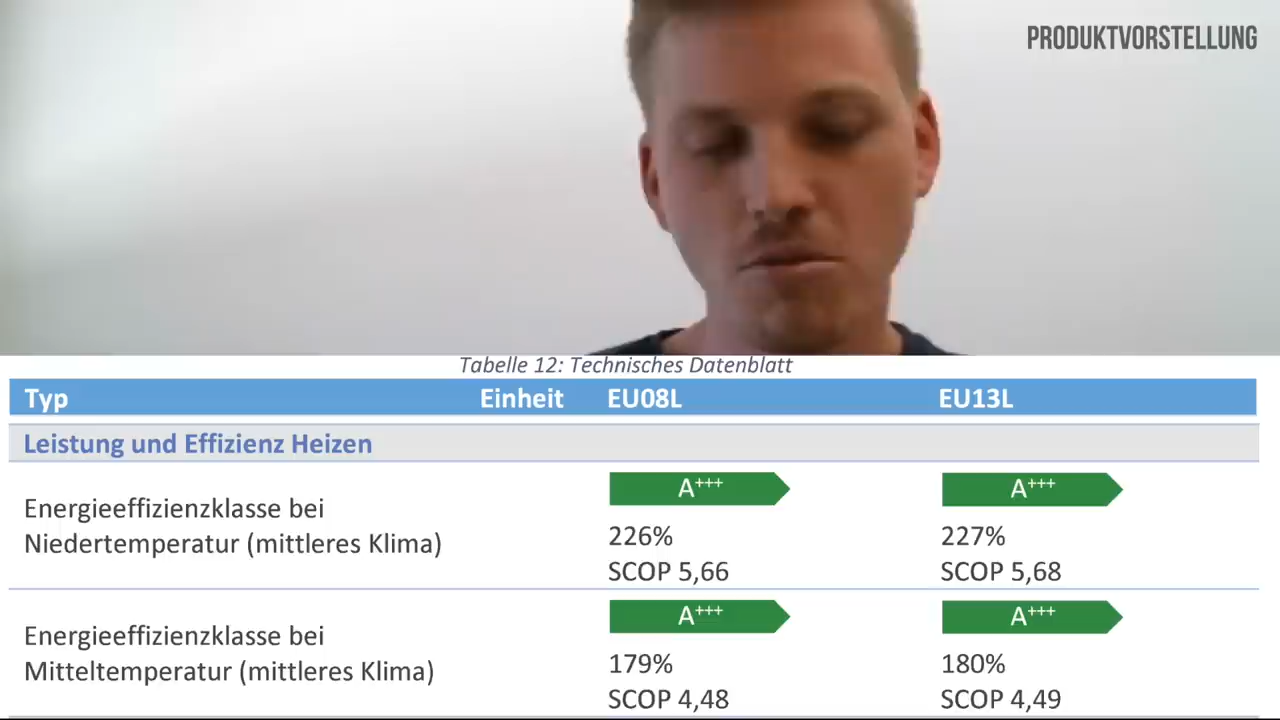 PRODUKTVORSTELLUNG
Tabelle 12: Technisches Datenblatt
Typ Einheit EU08L EU13L
Leistung und Effizienz Heizen
Energieeffizienzklasse bei
Niedertemperatur (mittleres Klima)
A+++ A+++
226% 227%
SCOP 5,66 SCOP 5,68
Energieeffizienzklasse bei
Mitteltemperatur (mittleres Klima)
A+++ A+++
179% 180%
SCOP 4,48 SCOP 4,49